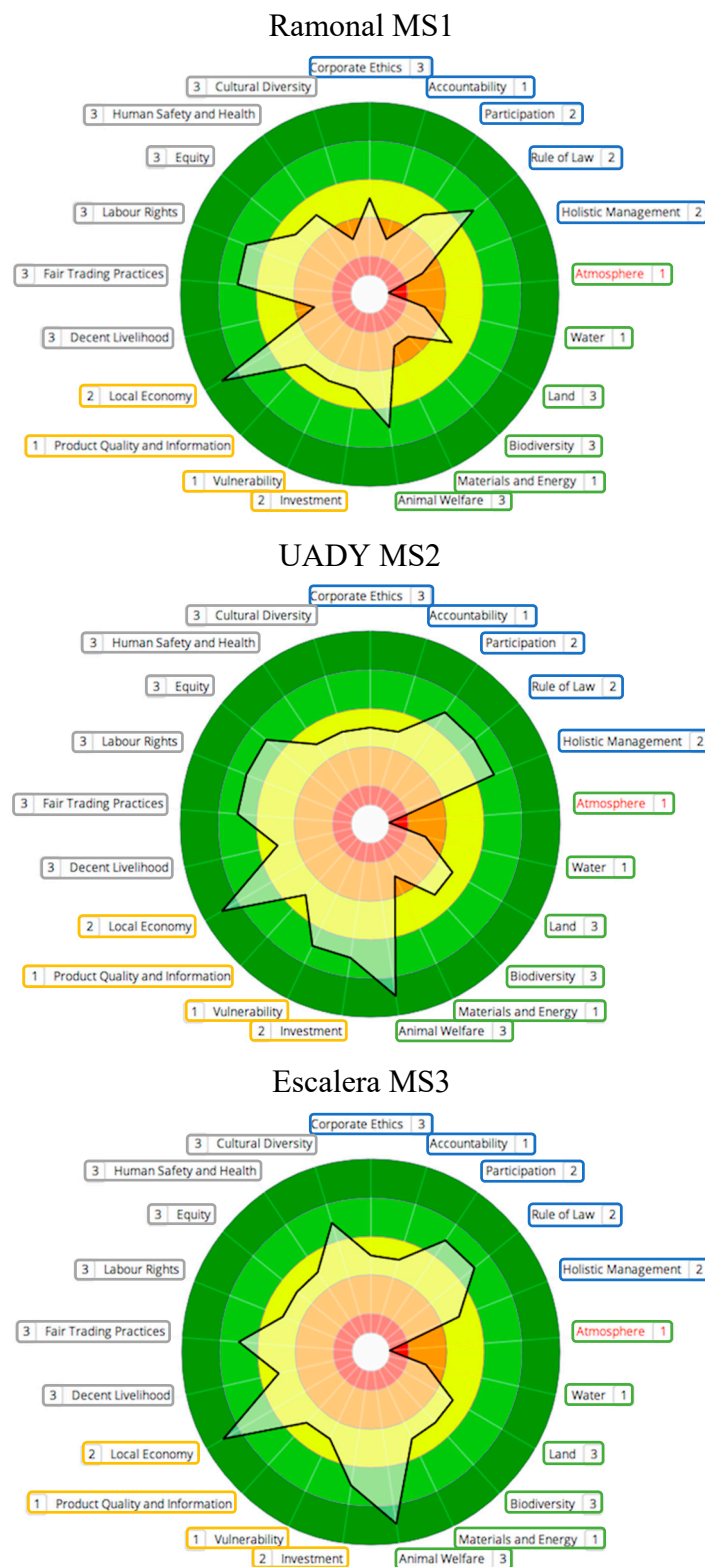 Ramonal MS1
Corporate Ethics 3
3 Cultural Diversity
Accountability 1
3 Human Safety and Health
Participation 2
3 Equity
Rule of Law 2
3 Labour Rights
Holistic Management 2
3 Fair Trading Practices
Atmosphere 1
3 Decent Livelihood
Water 1
2 Local Economy
Land 3
1 Product Quality and Information
Biodiversity 3
1 Vulnerability
Materials and Energy 1
2 Investment
Animal Welfare 3
UADY MS2
Corporate Ethics 3
3 Cultural Diversity
Accountability 1
3 Human Safety and Health
Participation 2
3 Equity
Rule of Law 2
3 Labour Rights
Holistic Management 2
3 Fair Trading Practices
Atmosphere 1
3 Decent Livelihood
Water 1
2 Local Economy
Land 3
1 Product Quality and Information
Biodiversity 3
1 Vulnerability
Materials and Energy 1
2 Investment
Animal Welfare 3
Escalera MS3
Corporate Ethics 3
3 Cultural Diversity
Accountability 1
3 Human Safety and Health
Participation 2
3 Equity
Rule of Law 2
3 Labour Rights
Holistic Management 2
3 Fair Trading Practices
Atmosphere 1
3 Decent Livelihood
Water 1
2 Local Economy
Land 3
1 Product Quality and Information
Biodiversity 3
1 Vulnerability
Materials and Energy 1
2 Investment
Animal Welfare 3